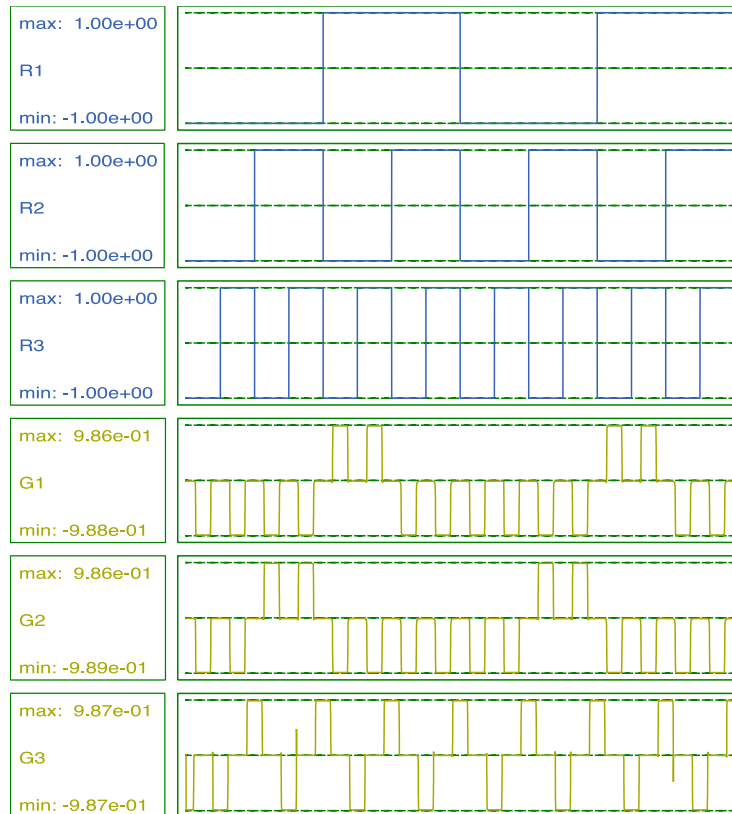 max: 1.00e+00
R1
min: -1.00e+00
max: 1.00e+00
R2
min: -1.00e+00
max: 1.00e+00
R3
min: -1.00e+00
max: 9.86e-01
G1
min: -9.88e-01
max: 9.86e-01
G2
min: -9.89e-01
max: 9.87e-01
G3
min: -9.87e-01